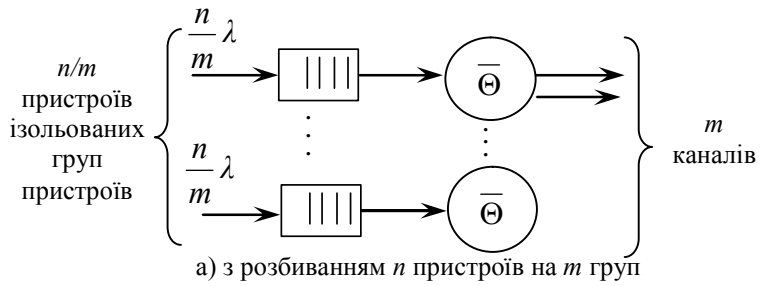 n/m
пристроїв
ізольованих
груп
пристроїв
n/m λ
n/m λ
Θ̅
Θ̅
m
каналів
а) з розбиванням n пристроїв на m груп